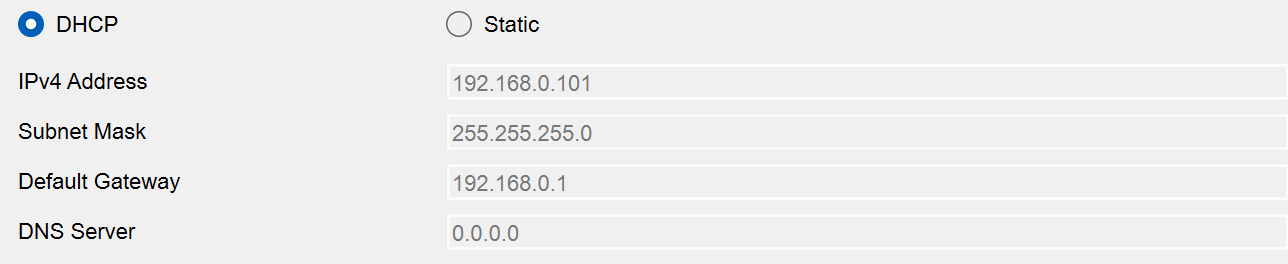 DHCP Static
IPv4 Address 192.168.0.101
Subnet Mask 255.255.255.0
Default Gateway 192.168.0.1
DNS Server 0.0.0.0